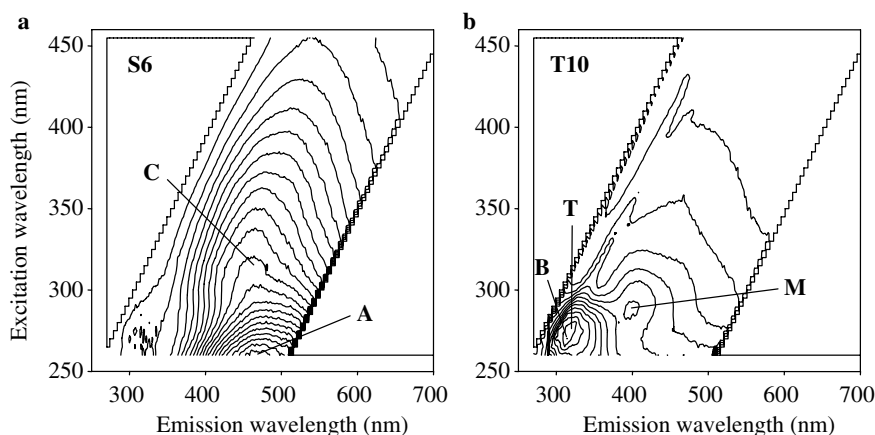 a
b
S6
T10
C
A
T
B
M
450
400
350
300
250
300
400
500
600
700
Emission wavelength (nm)
Excitation wavelength (nm)
450
400
350
300
250
300
400
500
600
700
Emission wavelength (nm)